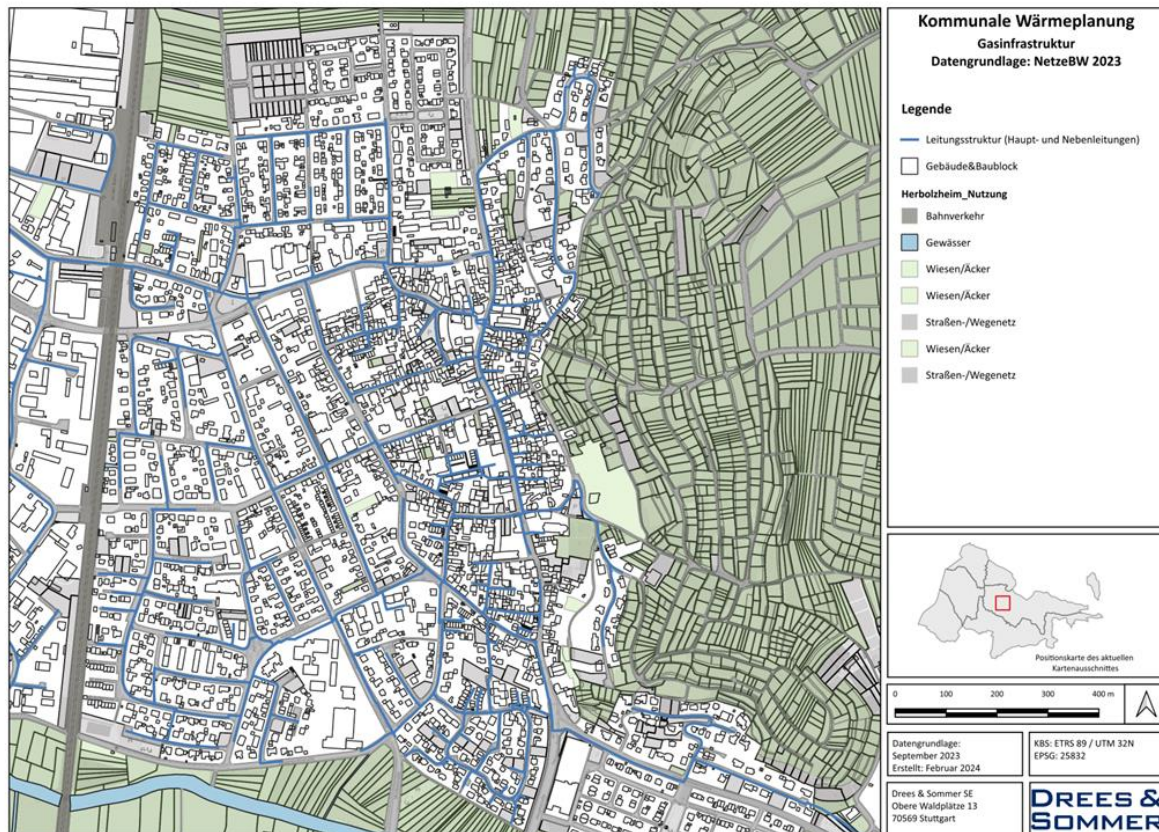 Kommunale Wärmeplanung
Gasinfrastruktur
Datengrundlage: NetzeBW 2023
Legende
Leitungsstruktur (Haupt- und Nebenleitungen)
Gebäude&Baublock
Herbolzheim_Nutzung
Bahnverkehr
Gewässer
Wiesen/Äcker
Wiesen/Äcker
Straßen-/Wegenetz
Wiesen/Äcker
Straßen-/Wegenetz
Positionskarte des aktuellen
Kartenausschnittes
0 100 200 300 400 m
Datengrundlage:
September 2023
Erstellt: Februar 2024
KBS: ETRS 89 / UTM 32N
EPSG: 25832
Drees & Sommer SE
Obere Waldplätze 13
70569 Stuttgart
DREES &
SOMMER